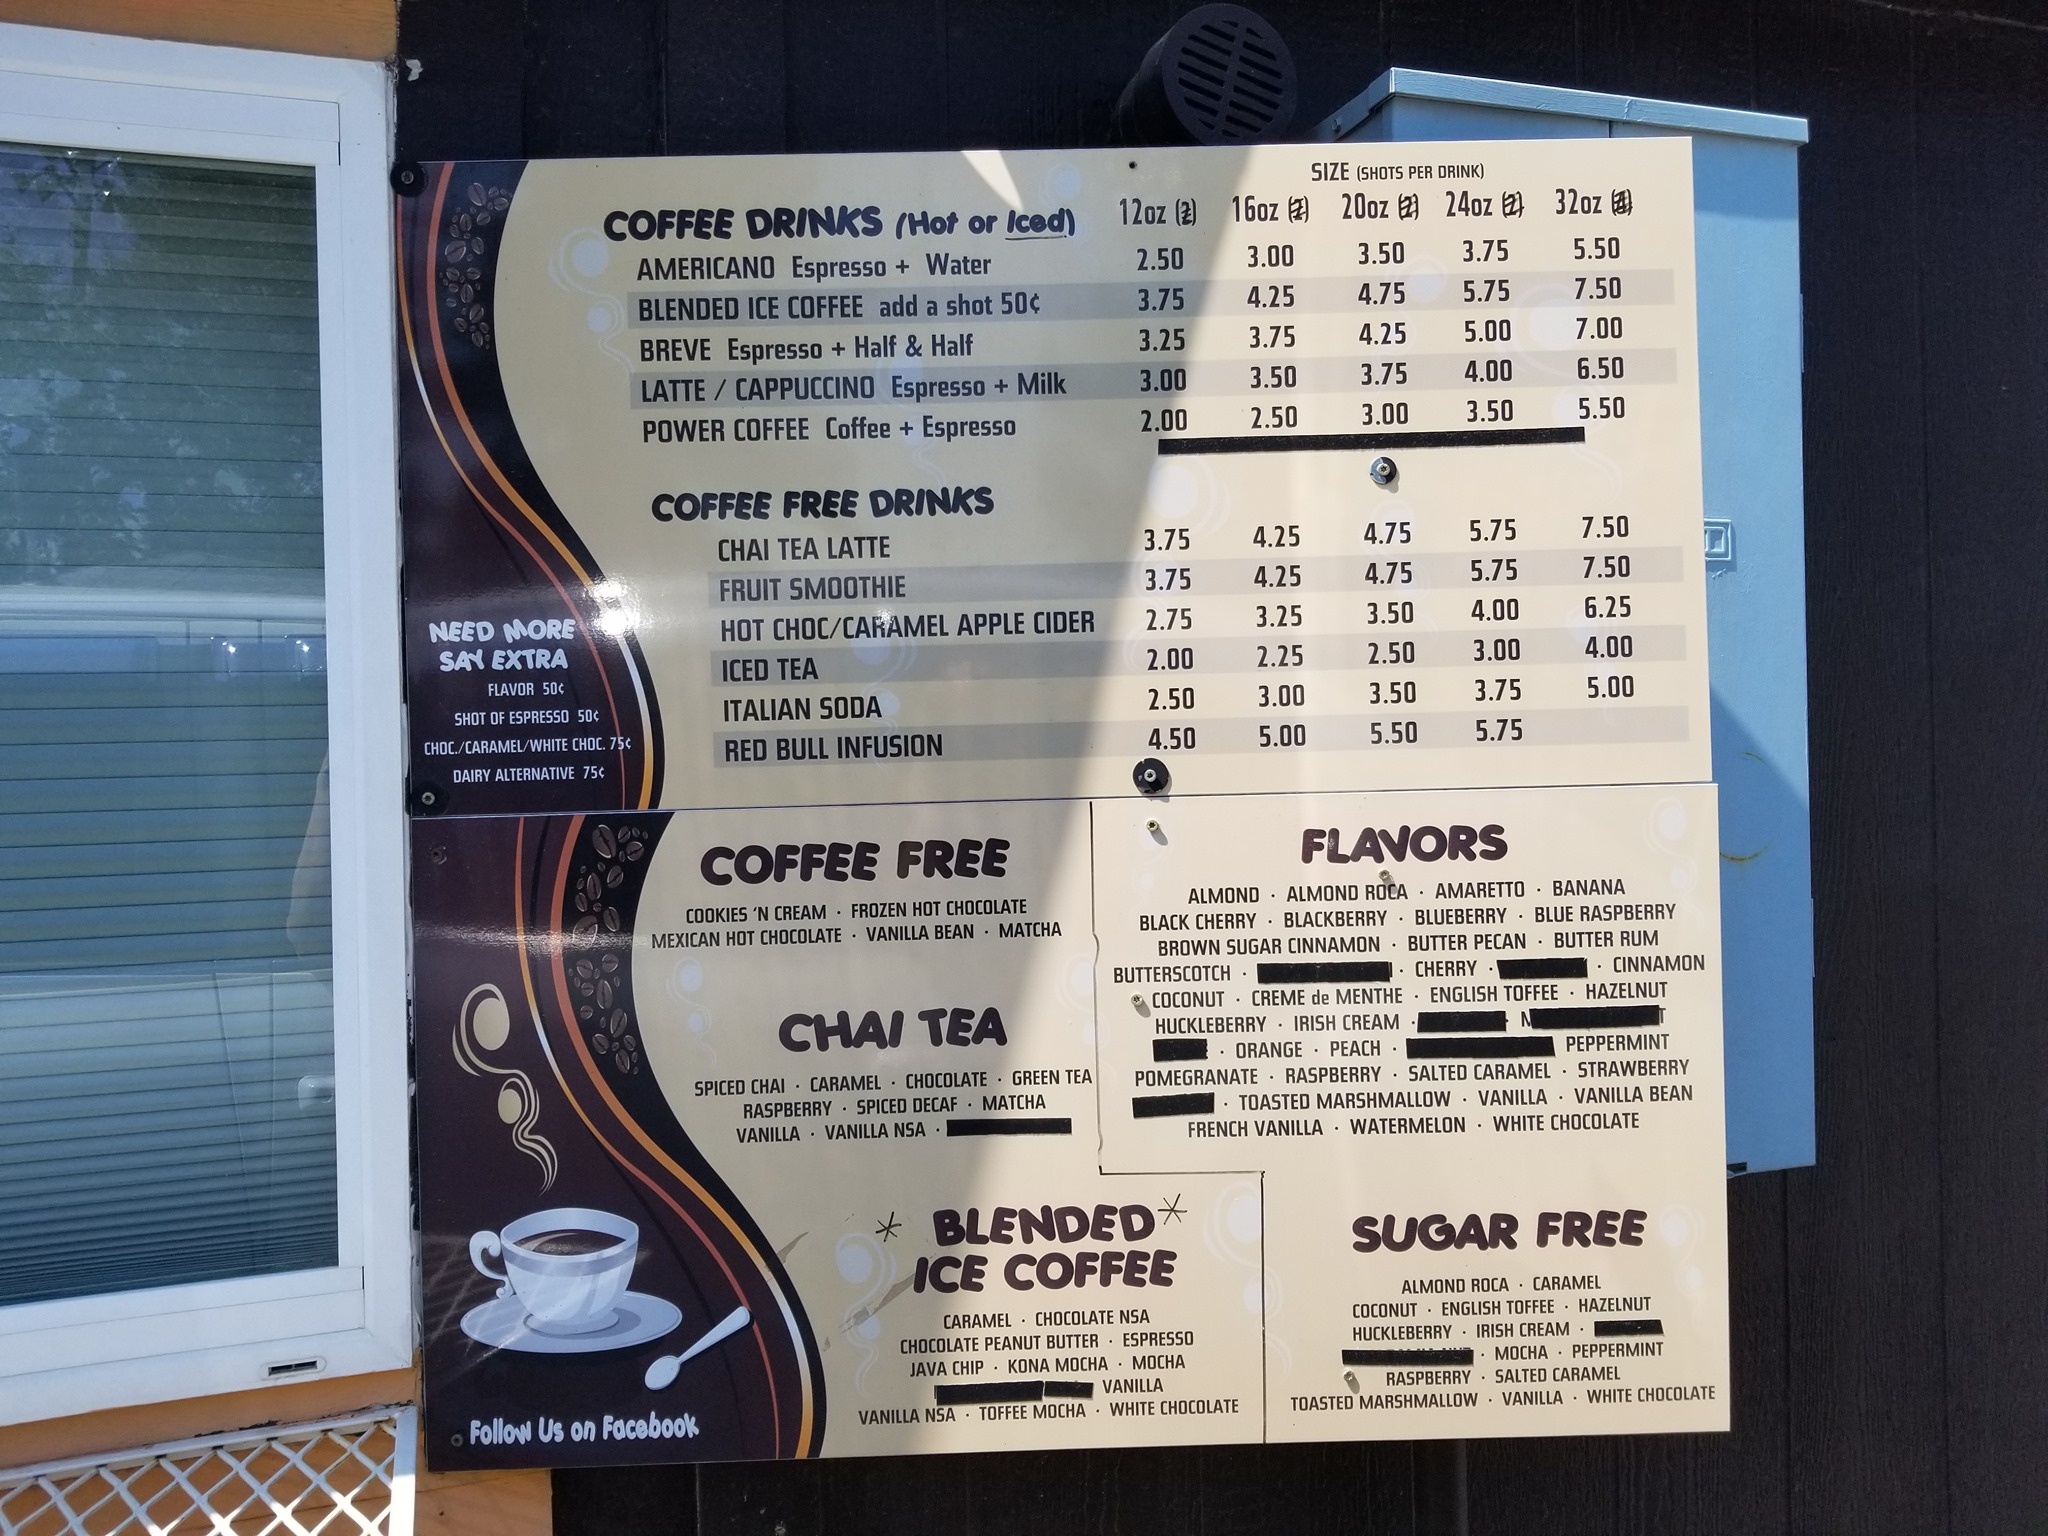 SIZE (SHOTS PER DRINK)
COFFEE DRINKS (Hot or Iced) 12oz (2) 16oz (2) 20oz (2) 24oz (2) 32oz
AMERICANO Espresso + Water 2.50 3.00 3.50 3.75 5.50
BLENDED ICE COFFEE add a shot 50¢ 3.75 4.25 4.75 5.75 7.50
BREVE Espresso + Half & Half 3.25 3.75 4.25 5.00 7.00
LATTE / CAPPUCCINO Espresso + Milk 3.00 3.50 3.75 4.00 6.50
POWER COFFEE Coffee + Espresso 2.00 2.50 3.00 3.50 5.50
COFFEE FREE DRINKS
CHAI TEA LATTE 3.75 4.25 4.75 5.75 7.50
FRUIT SMOOTHIE 3.75 4.25 4.75 5.75 7.50
HOT CHOC/CARAMEL APPLE CIDER 2.75 3.25 3.50 4.00 6.25
ICED TEA 2.00 2.25 2.50 3.00 4.00
ITALIAN SODA 2.50 3.00 3.50 3.75 5.00
RED BULL INFUSION 4.50 5.00 5.50 5.75
NEED MORE
SAY EXTRA
FLAVOR 50¢
SHOT OF ESPRESSO 50¢
CHOC./CARAMEL/WHITE CHOC. 75¢
DAIRY ALTERNATIVE 75¢
COFFEE FREE
COOKIES 'N CREAM · FROZEN HOT CHOCOLATE
MEXICAN HOT CHOCOLATE · VANILLA BEAN · MATCHA
CHAI TEA
SPICED CHAI · CARAMEL · CHOCOLATE · GREEN TEA
RASPBERRY · SPICED DECAF · MATCHA
VANILLA · VANILLA NSA ·
FLAVORS
ALMOND · ALMOND ROCA · AMARETTO · BANANA
BLACK CHERRY · BLACKBERRY · BLUEBERRY · BLUE RASPBERRY
BROWN SUGAR CINNAMON · BUTTER PECAN · BUTTER RUM
BUTTERSCOTCH · · CHERRY · · CINNAMON
COCONUT · CREME de MENTHE · ENGLISH TOFFEE · HAZELNUT
HUCKLEBERRY · IRISH CREAM ·
· ORANGE · PEACH · PEPPERMINT
POMEGRANATE · RASPBERRY · SALTED CARAMEL · STRAWBERRY
· TOASTED MARSHMALLOW · VANILLA · VANILLA BEAN
FRENCH VANILLA · WATERMELON · WHITE CHOCOLATE
* BLENDED *
ICE COFFEE
CARAMEL · CHOCOLATE NSA
CHOCOLATE PEANUT BUTTER · ESPRESSO
JAVA CHIP · KONA MOCHA · MOCHA
VANILLA
VANILLA NSA · TOFFEE MOCHA · WHITE CHOCOLATE
SUGAR FREE
ALMOND ROCA · CARAMEL
COCONUT · ENGLISH TOFFEE · HAZELNUT
HUCKLEBERRY · IRISH CREAM ·
· MOCHA · PEPPERMINT
RASPBERRY · SALTED CARAMEL
TOASTED MARSHMALLOW · VANILLA · WHITE CHOCOLATE
Follow Us on Facebook